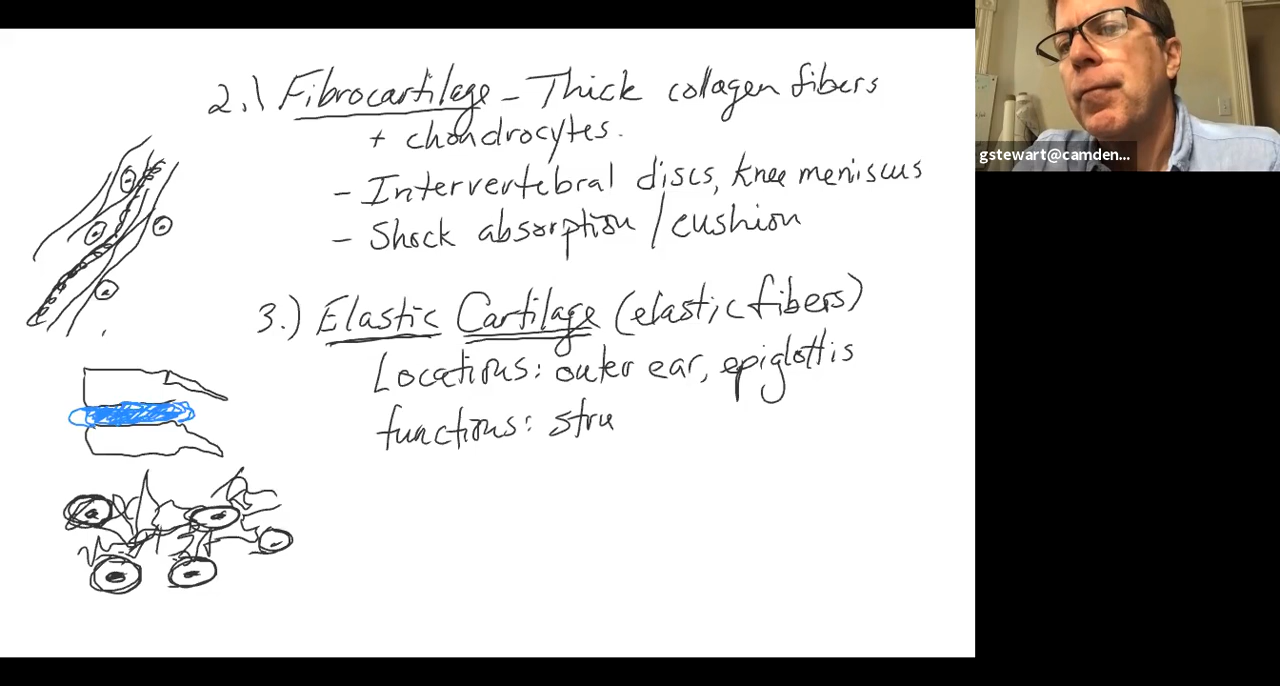 2.) Fibrocartilage - Thick collagen fibers
+ chondrocytes.
- Intervertebral discs, knee meniscus
- Shock absorption / cushion
3.) Elastic Cartilage (elastic fibers)
Locations: outer ear, epiglottis
functions: stru
gstewart@camden...